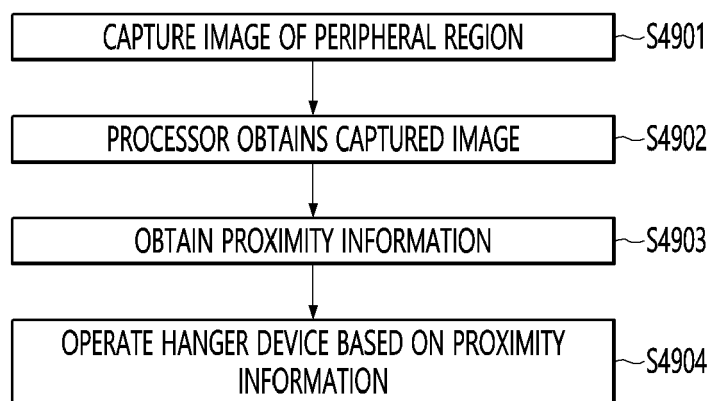 CAPTURE IMAGE OF PERIPHERAL REGION
S4901
PROCESSOR OBTAINS CAPTURED IMAGE
S4902
OBTAIN PROXIMITY INFORMATION
S4903
OPERATE HANGER DEVICE BASED ON PROXIMITY
INFORMATION
S4904